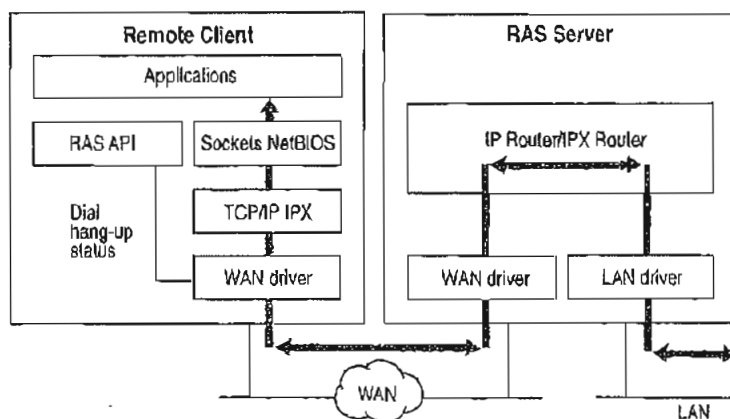 Remote Client
Applications
RAS API
Sockets NetBIOS
TCP/IP IPX
Dial
hang-up
status
WAN driver
RAS Server
IP Router/IPX Router
WAN driver
LAN driver
WAN
LAN